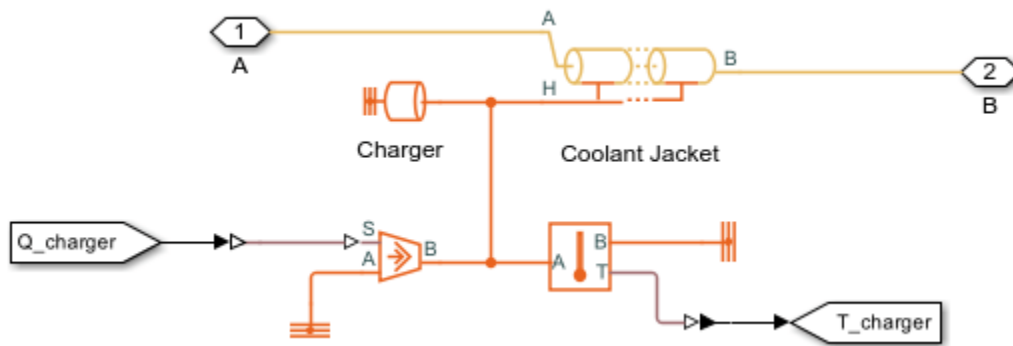 1
A
A
B
2
B
H
Charger
Coolant Jacket
Q_charger
S
A
B
A
B
T
T_charger